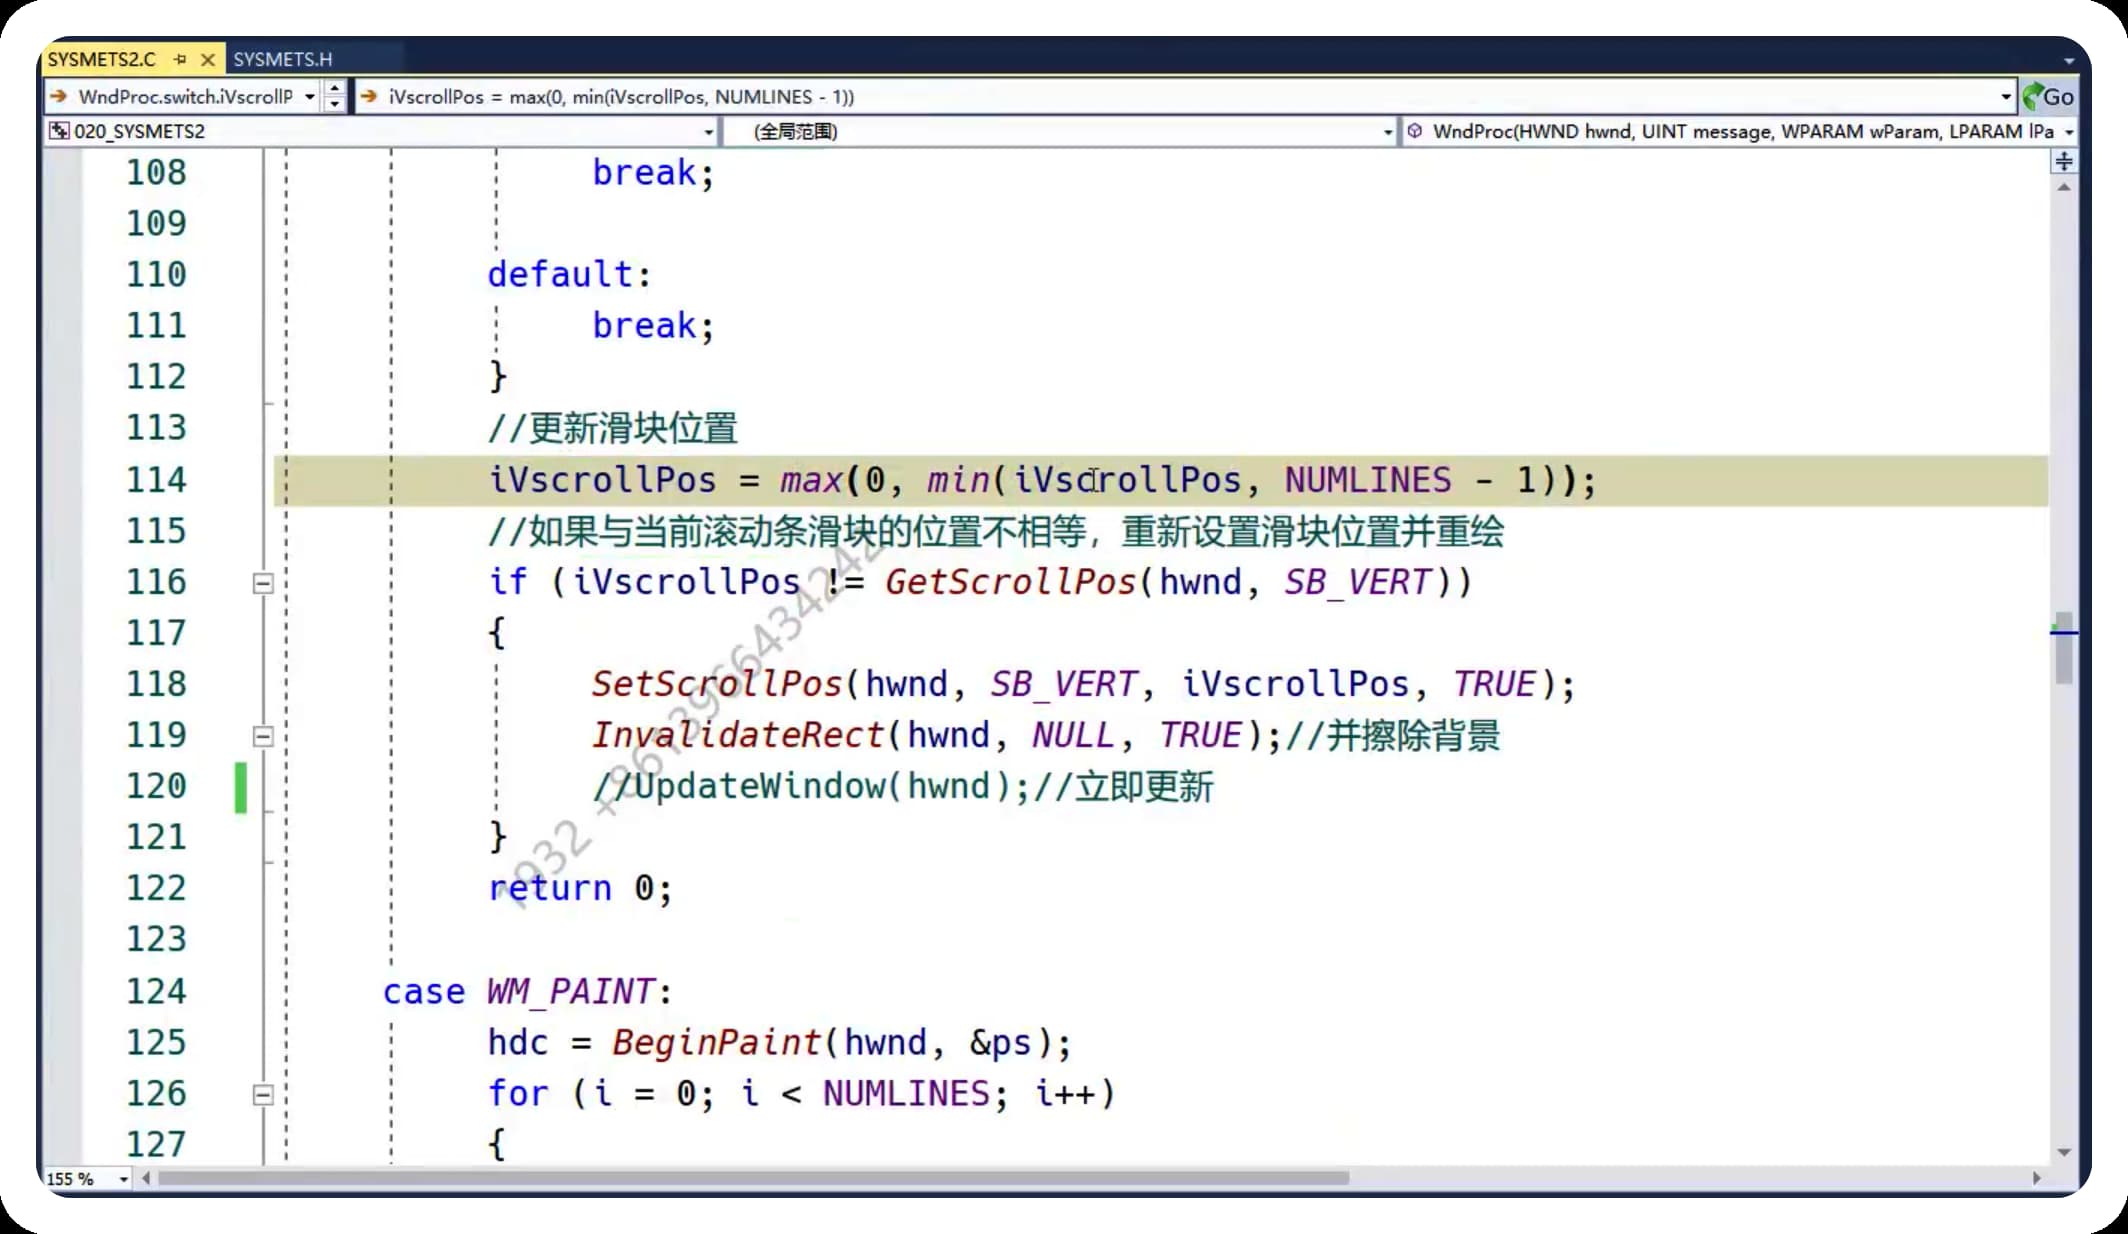 SYSMETS2.C SYSMETS.H
WndProc.switch.iVscrollP iVscrollPos = max(0, min(iVscrollPos, NUMLINES - 1)) Go
020_SYSMETS2 (全局范围) WndProc(HWND hwnd, UINT message, WPARAM wParam, LPARAM lPa
108 break;
109
110 default:
111 break;
112 }
113 //更新滑块位置
114 iVscrollPos = max(0, min(iVscrollPos, NUMLINES - 1));
115 //如果与当前滚动条滑块的位置不相等，重新设置滑块位置并重绘
116 if (iVscrollPos != GetScrollPos(hwnd, SB_VERT))
117 {
118 SetScrollPos(hwnd, SB_VERT, iVscrollPos, TRUE);
119 InvalidateRect(hwnd, NULL, TRUE);//并擦除背景
120 //UpdateWindow(hwnd);//立即更新
121 }
122 return 0;
123
124 case WM_PAINT:
125 hdc = BeginPaint(hwnd, &ps);
126 for (i = 0; i < NUMLINES; i++)
127 {
155 %
1932 +8613966434242